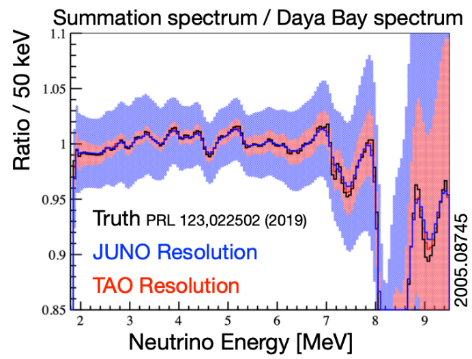 Summation spectrum / Daya Bay spectrum
Ratio / 50 keV
1.1
1.05
1
0.95
0.9
0.85
Truth PRL 123,022502 (2019)
JUNO Resolution
TAO Resolution
2005.08745
2 3 4 5 6 7 8 9
Neutrino Energy [MeV]